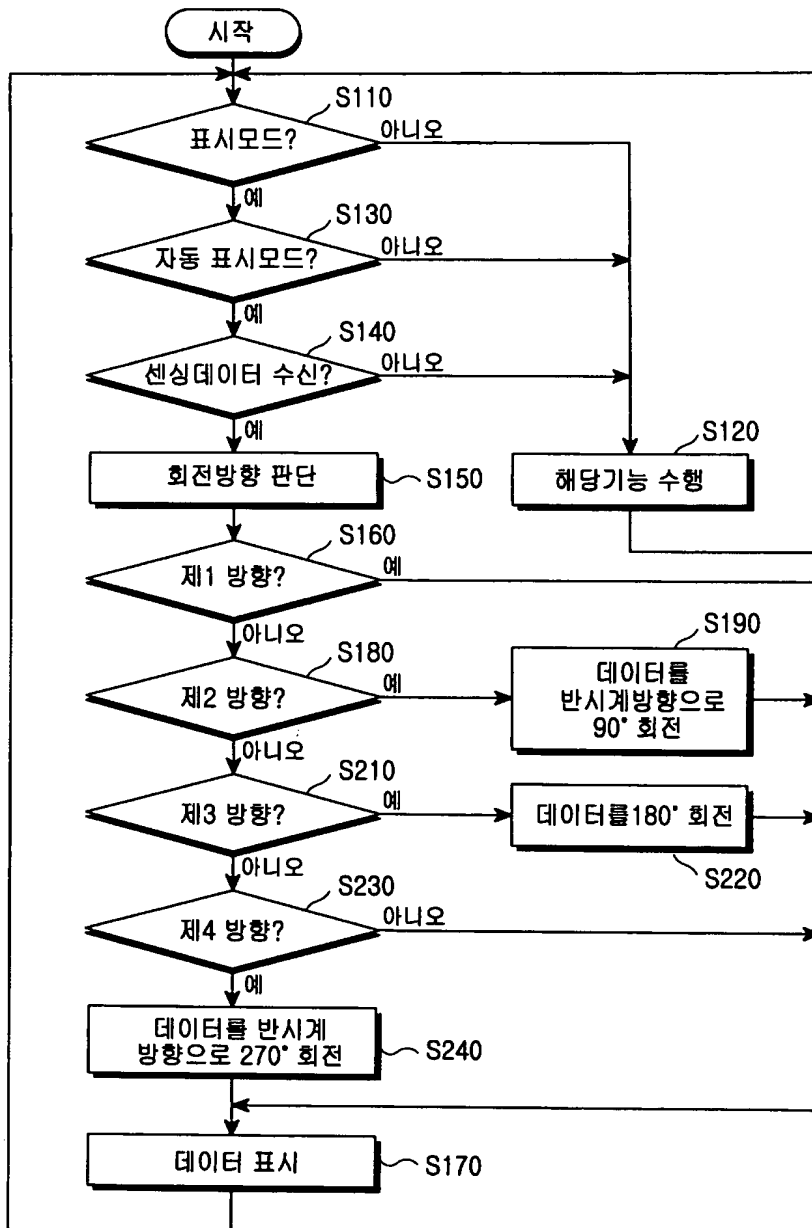 시작
S110
표시모드?
아니오
예
S130
자동 표시모드?
아니오
예
S140
센싱데이터 수신?
아니오
예
S120
회전방향 판단
S150
해당기능 수행
S160
제1 방향?
예
아니오
S180
제2 방향?
예
S190
데이터를
반시계방향으로
90° 회전
아니오
S210
제3 방향?
예
데이터를180° 회전
S220
아니오
S230
제4 방향?
아니오
예
데이터를 반시계
방향으로 270° 회전
S240
데이터 표시
S170